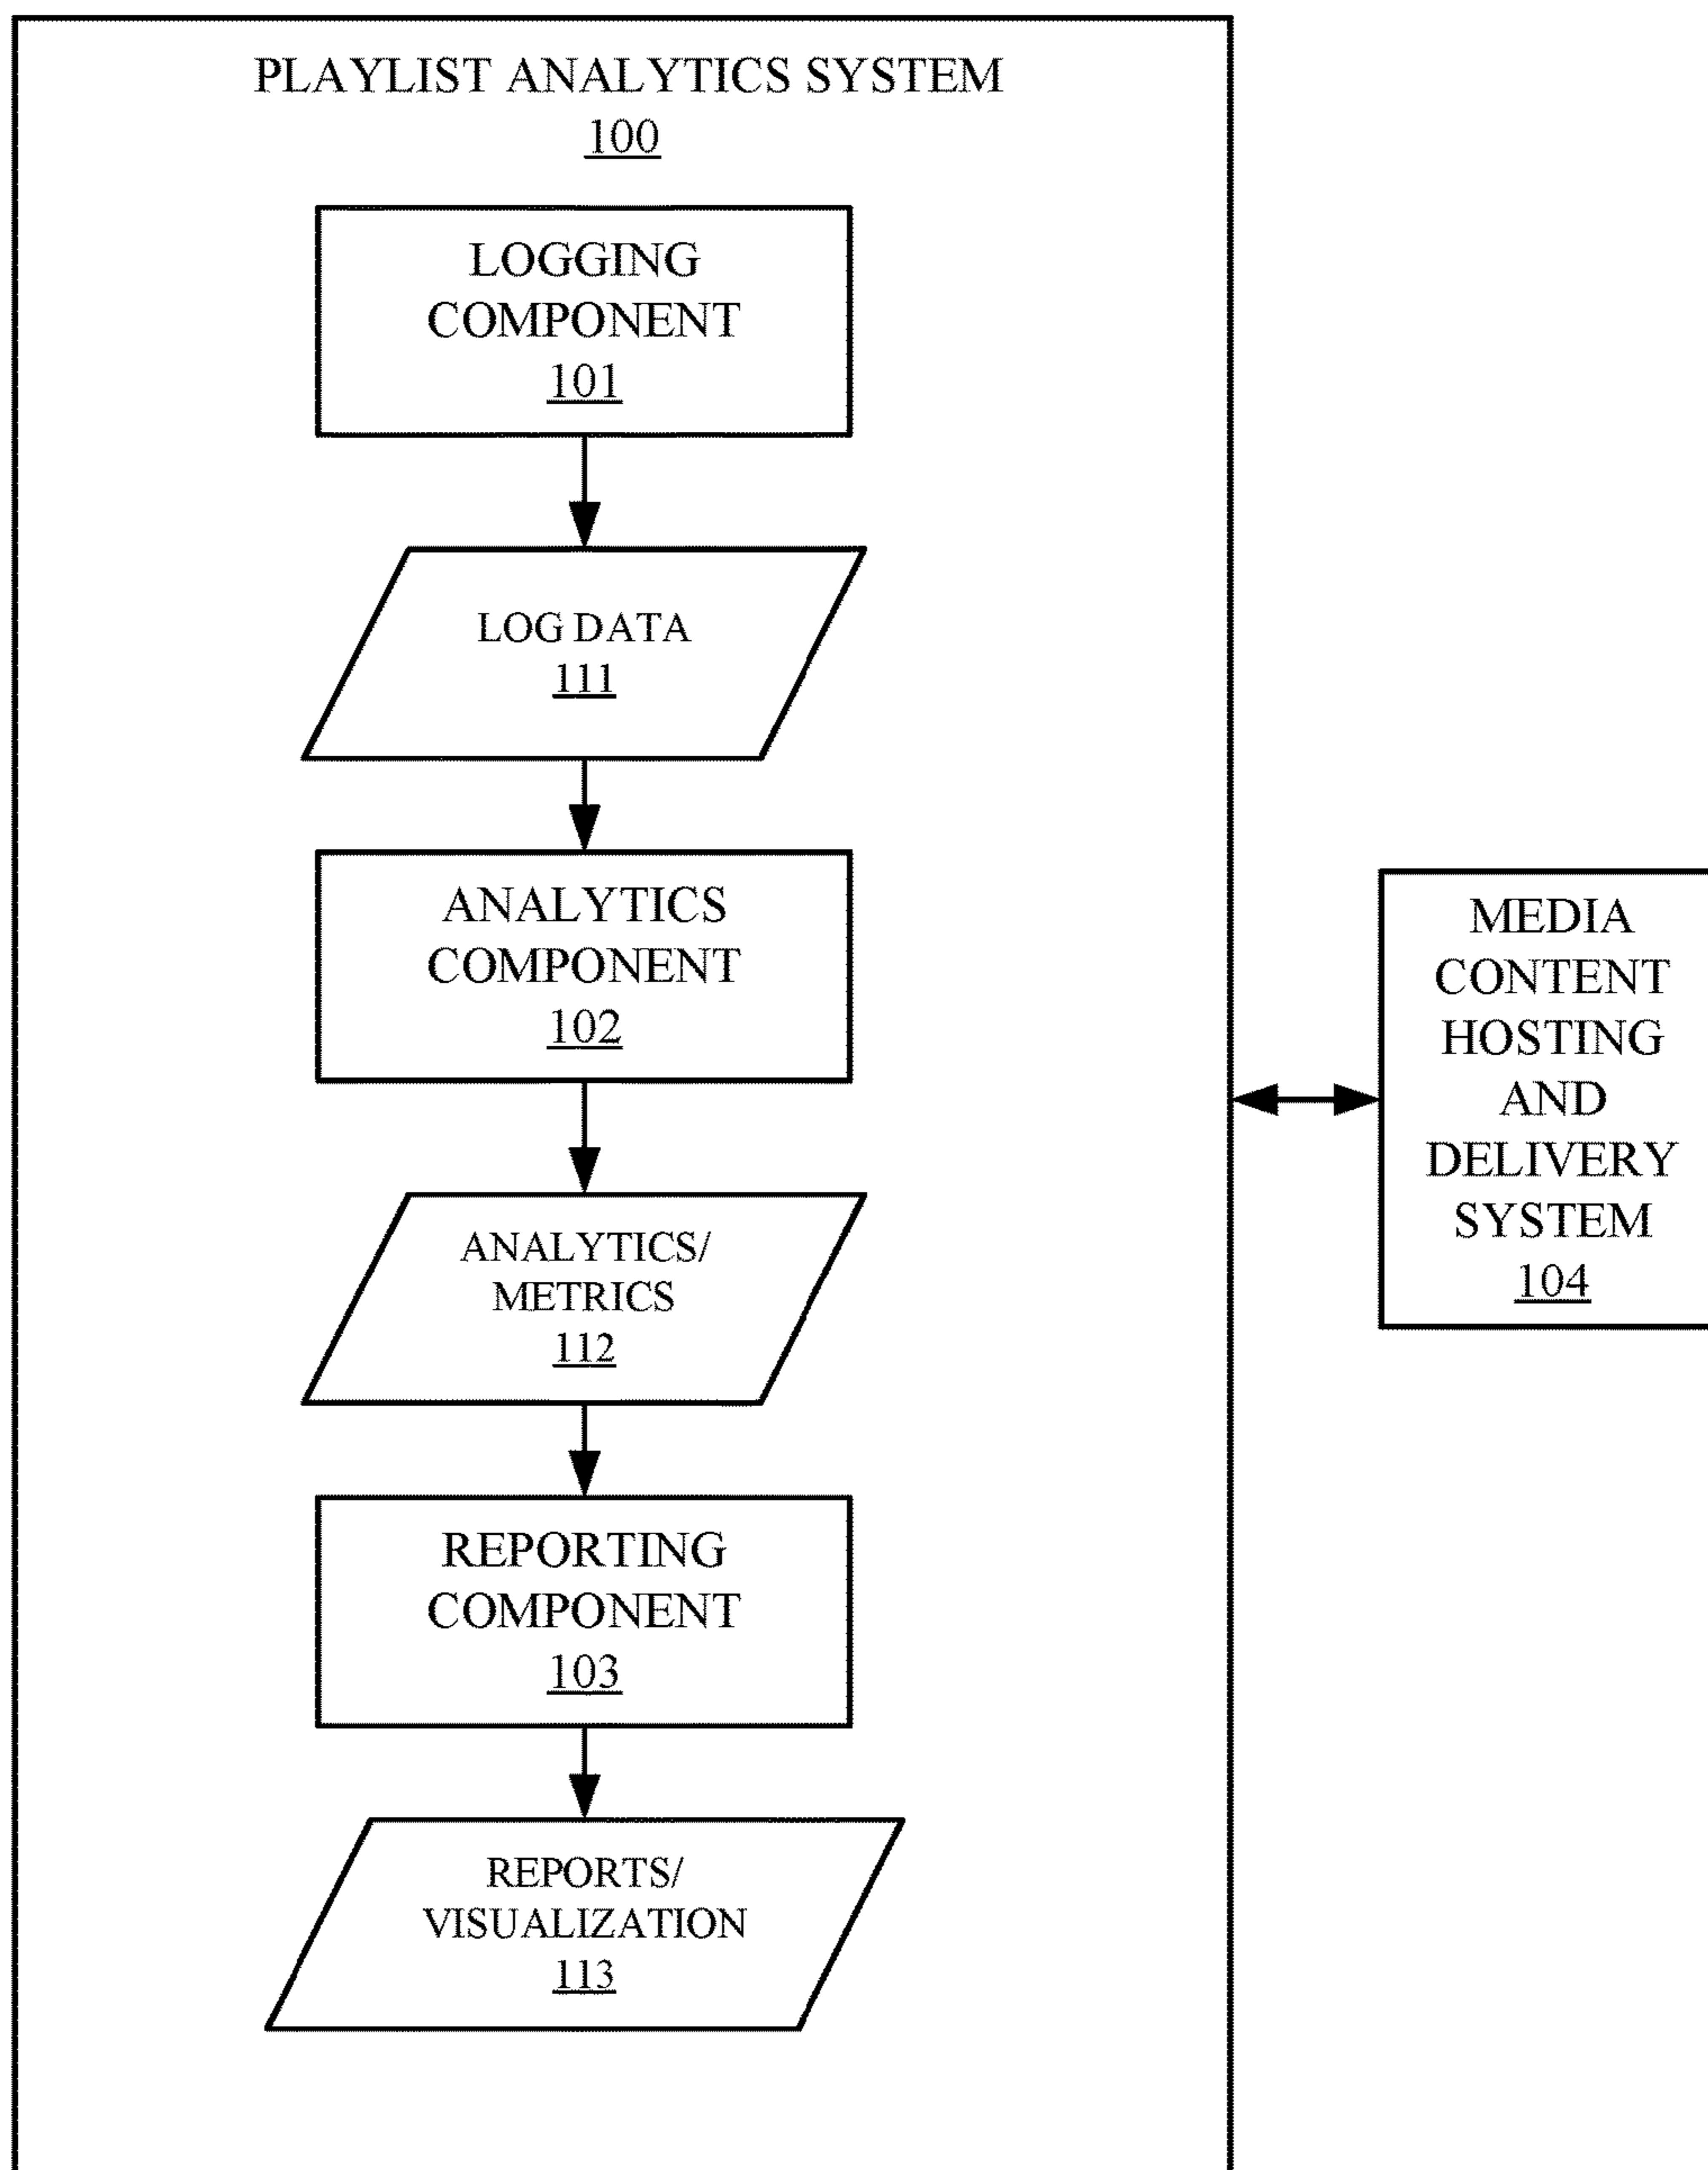 PLAYLIST ANALYTICS SYSTEM
100
LOGGING
COMPONENT
101
LOG DATA
111
ANALYTICS
COMPONENT
102
ANALYTICS/
METRICS
112
REPORTING
COMPONENT
103
REPORTS/
VISUALIZATION
113
MEDIA
CONTENT
HOSTING
AND
DELIVERY
SYSTEM
104